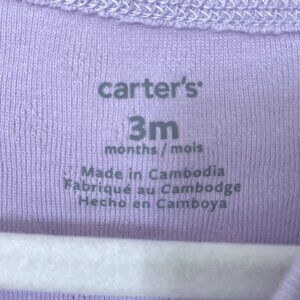 carter's
3m
months / mois
Made in Cambodia
Fabriqué au Cambodge
Hecho en Camboya